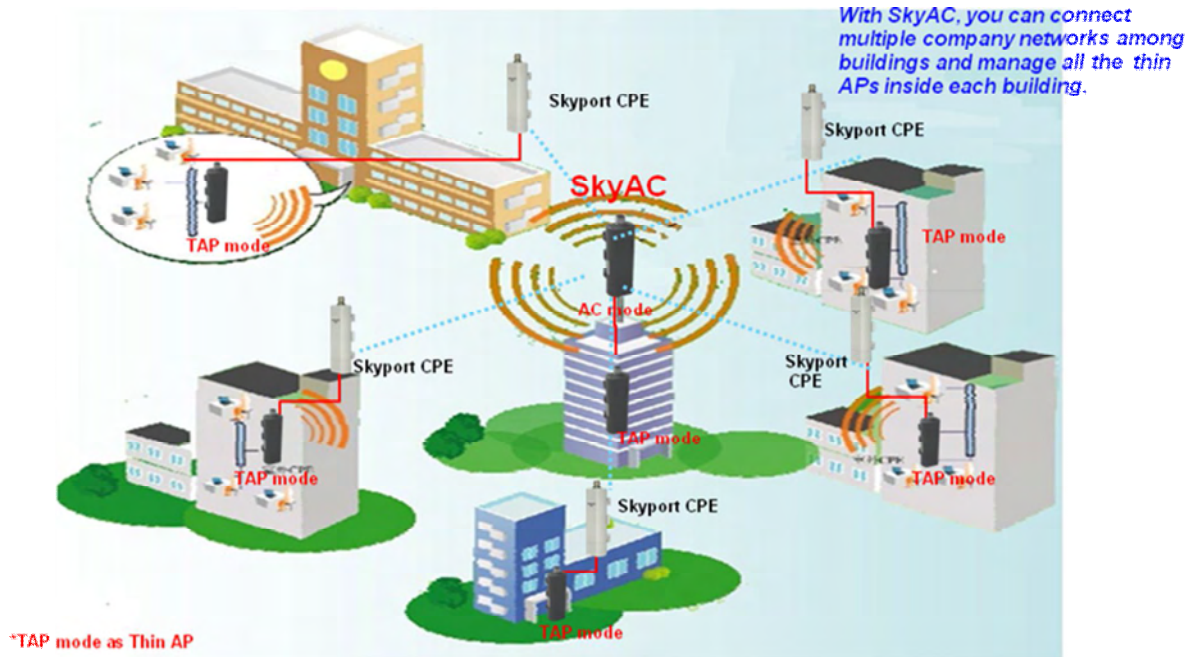 With SkyAC, you can connect
multiple company networks among
buildings and manage all the thin
APs inside each building.
Skyport CPE
Skyport CPE
SkyAC
TAP mode
TAP mode
AC mode
Skyport CPE
Skyport
CPE
TAP mode
TAP mode
TAP mode
Skyport CPE
TAP mode
*TAP mode as Thin AP